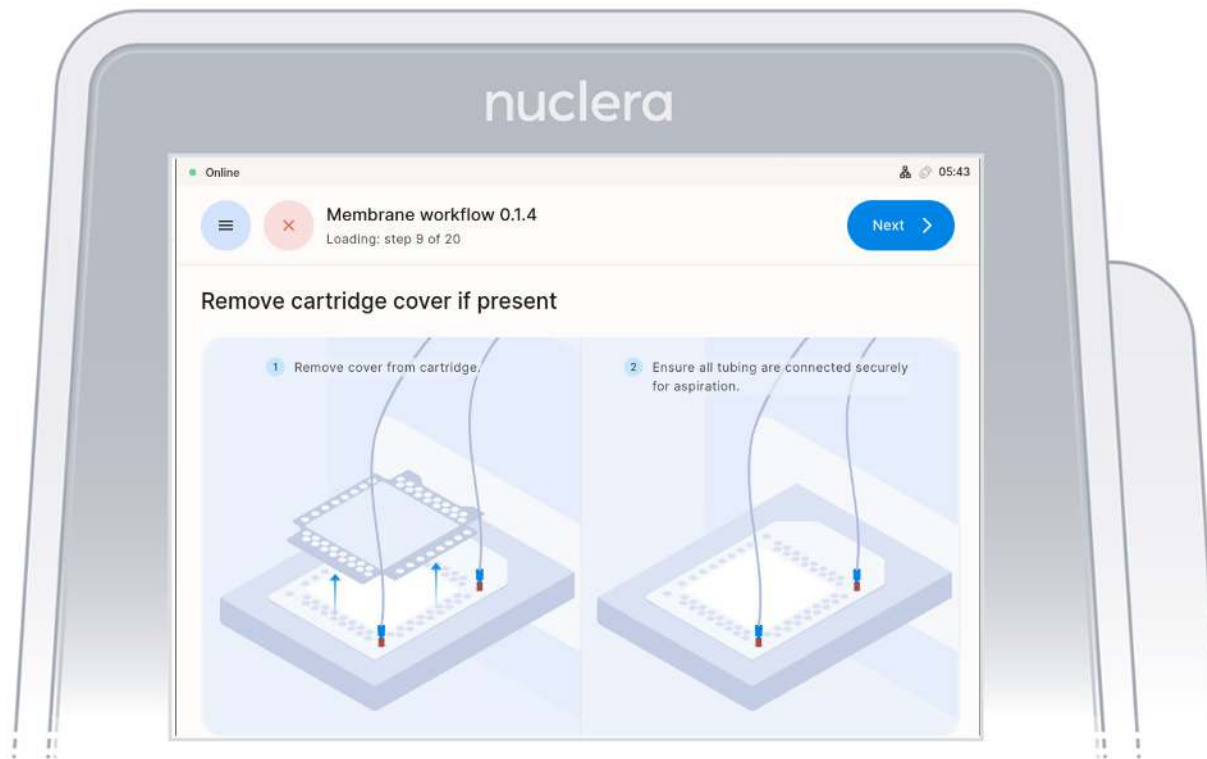 nuclera
Online
05:43
Membrane workflow 0.1.4
Loading: step 9 of 20
Next
Remove cartridge cover if present
1 Remove cover from cartridge.
2 Ensure all tubing are connected securely
for aspiration.